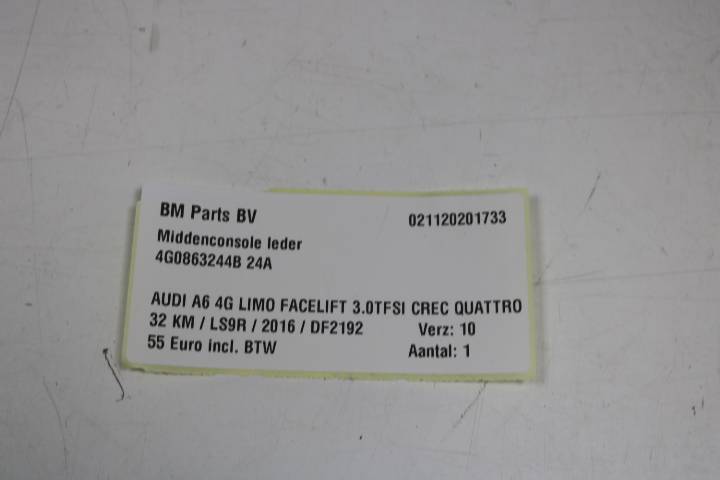 BM Parts BV 021120201733
Middenconsole leder
4G0863244B 24A
AUDI A6 4G LIMO FACELIFT 3.0TFSI CREC QUATTRO
32 KM / LS9R / 2016 / DF2192 Verz: 10
55 Euro incl. BTW Aantal: 1